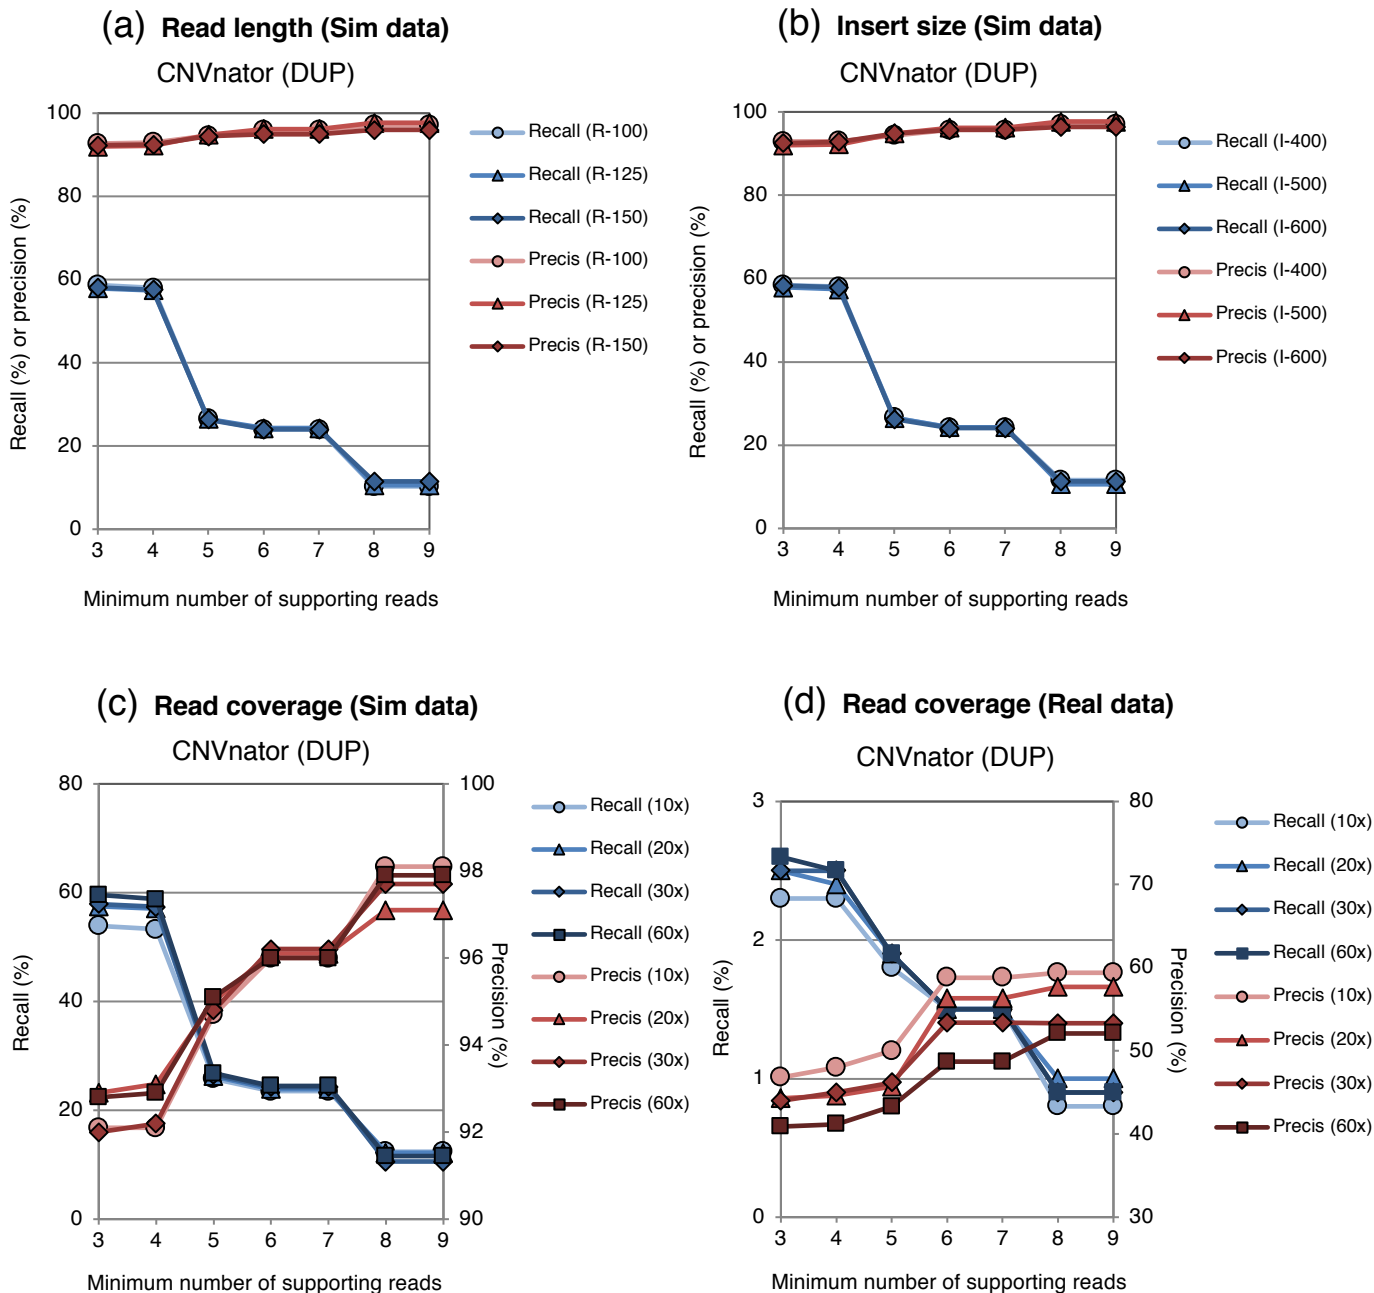 (a) Read length (Sim data)
CNVnator (DUP)
100
80
60
40
20
0
3 4 5 6 7 8 9
Recall (%) or precision (%)
Minimum number of supporting reads
Recall (R-100)
Recall (R-125)
Recall (R-150)
Precis (R-100)
Precis (R-125)
Precis (R-150)
(b) Insert size (Sim data)
CNVnator (DUP)
100
80
60
40
20
0
3 4 5 6 7 8 9
Recall (%) or precision (%)
Minimum number of supporting reads
Recall (I-400)
Recall (I-500)
Recall (I-600)
Precis (I-400)
Precis (I-500)
Precis (I-600)
(c) Read coverage (Sim data)
CNVnator (DUP)
80
60
40
20
0
100
98
96
94
92
90
3 4 5 6 7 8 9
Recall (%)
Precision (%)
Minimum number of supporting reads
Recall (10x)
Recall (20x)
Recall (30x)
Recall (60x)
Precis (10x)
Precis (20x)
Precis (30x)
Precis (60x)
(d) Read coverage (Real data)
CNVnator (DUP)
3
2
1
0
80
70
60
50
40
30
3 4 5 6 7 8 9
Recall (%)
Precision (%)
Minimum number of supporting reads
Recall (10x)
Recall (20x)
Recall (30x)
Recall (60x)
Precis (10x)
Precis (20x)
Precis (30x)
Precis (60x)